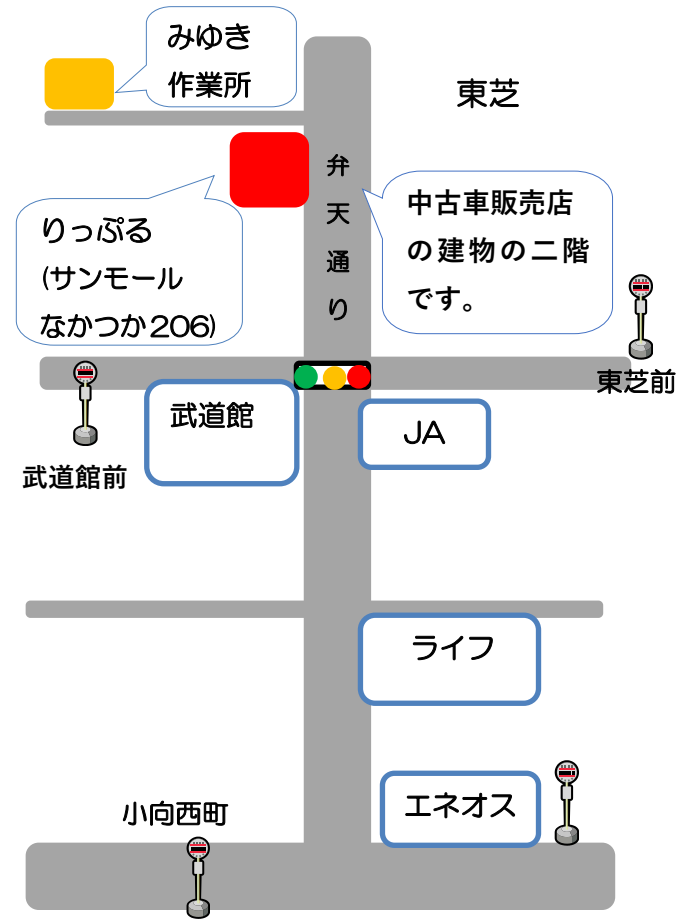 みゆき
作業所
東芝
弁天通り
中古車販売店
の建物の二階
です。
りっぷる
(サンモール
なかつか206)
東芝前
武道館
JA
武道館前
ライフ
エネオス
小向西町